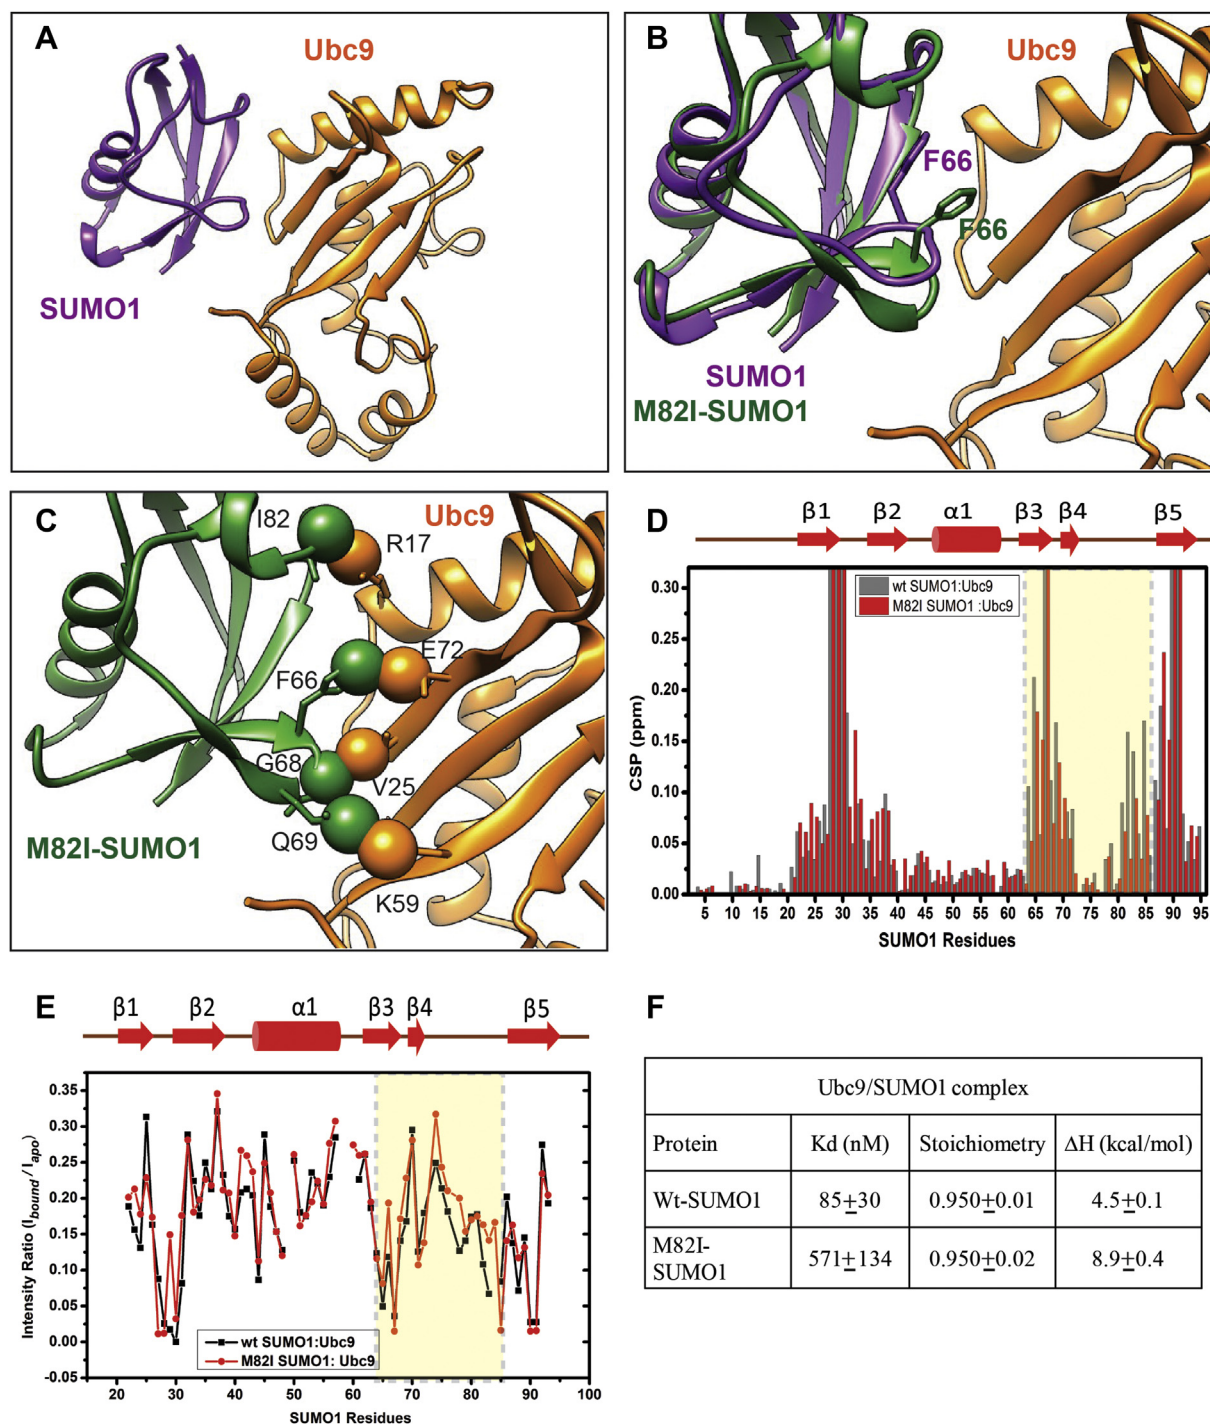 A
Ubc9
SUMO1
B
Ubc9
F66
F66
SUMO1
M82I-SUMO1
C
Ubc9
I82
R17
E72
F66
G68
V25
Q69
K59
M82I-SUMO1
D
β1 β2 α1 β3 β4 β5
wt SUMO1:Ubc9
M82I SUMO1 :Ubc9
CSP (ppm)
0.30
0.25
0.20
0.15
0.10
0.05
0.00
5 10 15 20 25 30 35 40 45 50 55 60 65 70 75 80 85 90 95
SUMO1 Residues
E
β1 β2 α1 β3 β4 β5
Intensity Ratio (Ibound / Iapo)
0.35
0.30
0.25
0.20
0.15
0.10
0.05
0.00
-0.05
wt SUMO1:Ubc9
M82I SUMO1: Ubc9
20 30 40 50 60 70 80 90 100
SUMO1 Residues
F
Ubc9/SUMO1 complex
Protein Kd (nM) Stoichiometry ΔH (kcal/mol)
Wt-SUMO1 85±30 0.950±0.01 4.5±0.1
M82I-
SUMO1 571±134 0.950±0.02 8.9±0.4